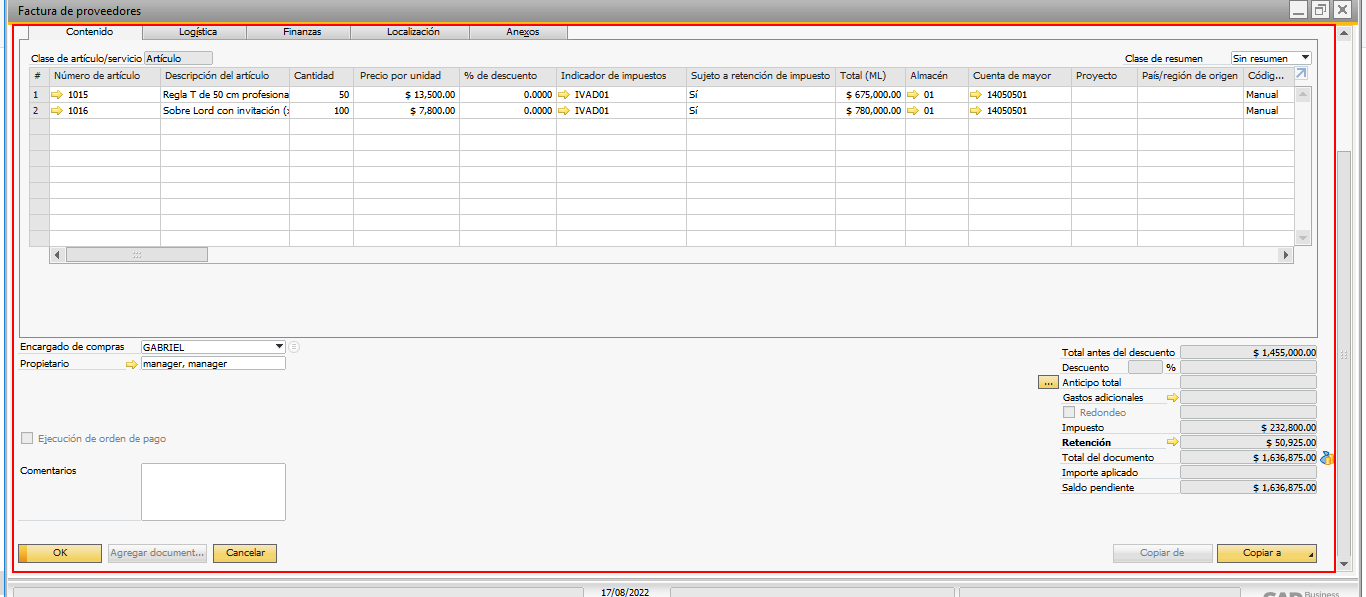 Factura de proveedores
Contenido Logística Finanzas Localización Anexos
Clase de artículo/servicio Artículo Clase de resumen Sin resumen
# Número de artículo Descripción del artículo Cantidad Precio por unidad % de descuento Indicador de impuestos Sujeto a retención de impuesto Total (ML) Almacén Cuenta de mayor Proyecto País/región de origen Códig...
1 1015 Regla T de 50 cm profesiona 50 $ 13,500.00 0.0000 IVAD01 Sí $ 675,000.00 01 14050501 Manual
2 1016 Sobre Lord con invitación (x 100 $ 7,800.00 0.0000 IVAD01 Sí $ 780,000.00 01 14050501 Manual
Encargado de compras GABRIEL
Propietario manager, manager
Total antes del descuento $ 1,455,000.00
Descuento %
... Anticipo total
Gastos adicionales
Redondeo
Impuesto $ 232,800.00
Ejecución de orden de pago
Retención $ 50,925.00
Total del documento $ 1,636,875.00
Comentarios
Importe aplicado
Saldo pendiente $ 1,636,875.00
OK Agregar document... Cancelar Copiar de Copiar a
17/08/2022
SAP Business